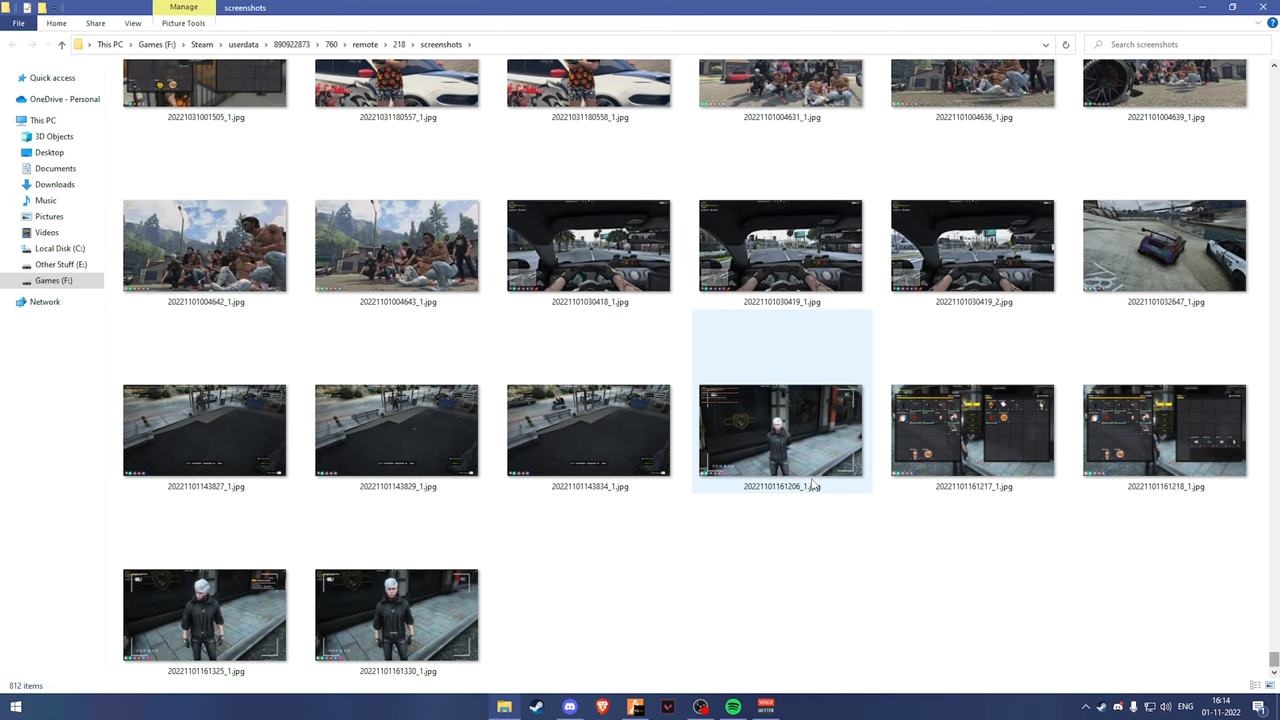 Manage
screenshots
File
Home
Share
View
Picture Tools
This PC
Games (F:)
Steam
userdata
890922873
760
remote
218
screenshots
Search screenshots
Quick access
OneDrive - Personal
This PC
3D Objects
Desktop
Documents
Downloads
Music
Pictures
Videos
Local Disk (C:)
Other Stuff (E:)
Games (F:)
Network
20221031001505_1.jpg
20221031180557_1.jpg
20221031180558_1.jpg
20221101004631_1.jpg
20221101004636_1.jpg
20221101004639_1.jpg
20221101004642_1.jpg
20221101004643_1.jpg
20221101030418_1.jpg
20221101030419_1.jpg
20221101030419_2.jpg
20221101032647_1.jpg
20221101143827_1.jpg
20221101143829_1.jpg
20221101143834_1.jpg
20221101161206_1.jpg
20221101161217_1.jpg
20221101161218_1.jpg
20221101161325_1.jpg
20221101161330_1.jpg
812 items
ENG
16:14
01-11-2022